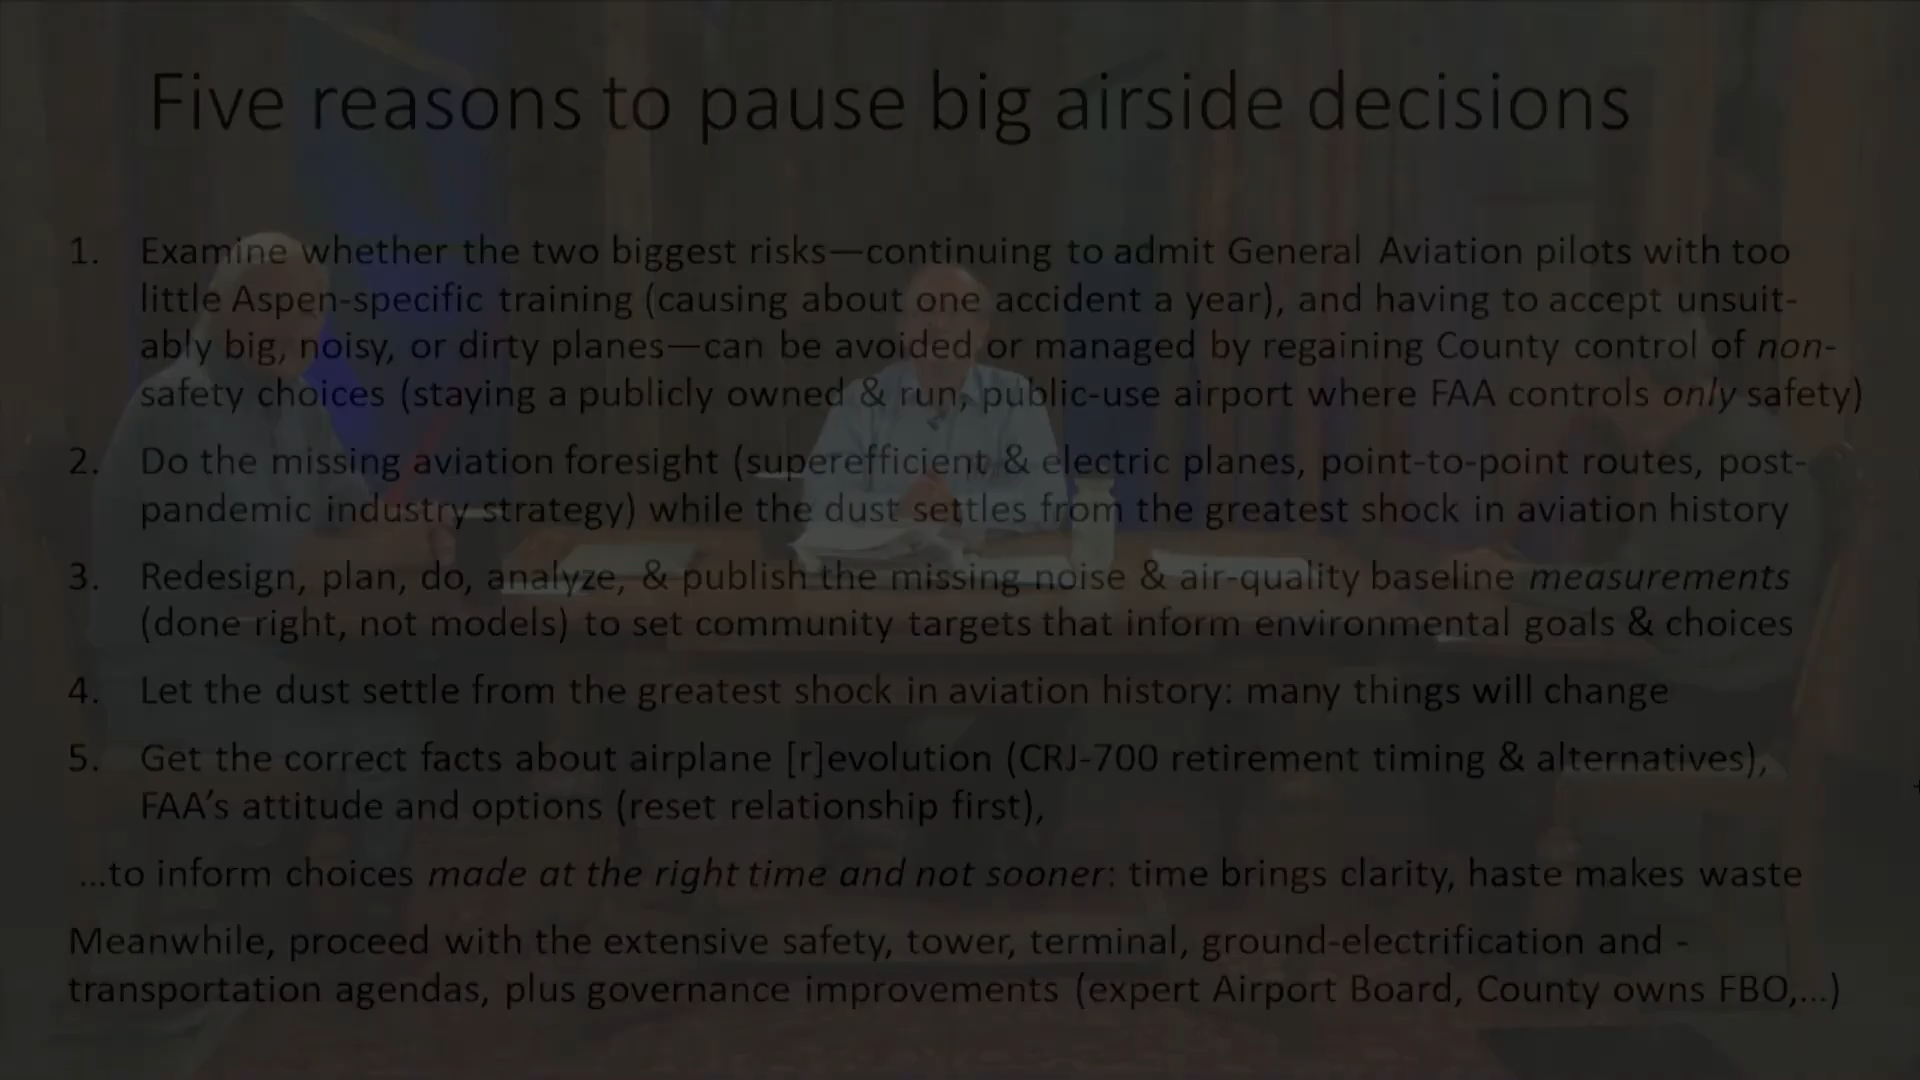 Five reasons to pause big airside decisions
1. Examine whether the two biggest risks—continuing to admit General Aviation pilots with too
little Aspen-specific training (causing about one accident a year), and having to accept unsuit-
ably big, noisy, or dirty planes—can be avoided or managed by regaining County control of non-
safety choices (staying a publicly owned & run, public-use airport where FAA controls only safety)
2. Do the missing aviation foresight (superefficient & electric planes, point-to-point routes, post-
pandemic industry strategy) while the dust settles from the greatest shock in aviation history
3. Redesign, plan, do, analyze, & publish the missing noise & air-quality baseline measurements
(done right, not models) to set community targets that inform environmental goals & choices
4. Let the dust settle from the greatest shock in aviation history: many things will change
5. Get the correct facts about airplane [r]evolution (CRJ-700 retirement timing & alternatives),
FAA’s attitude and options (reset relationship first),
…to inform choices made at the right time and not sooner: time brings clarity, haste makes waste
Meanwhile, proceed with the extensive safety, tower, terminal, ground-electrification and -
transportation agendas, plus governance improvements (expert Airport Board, County owns FBO,…)